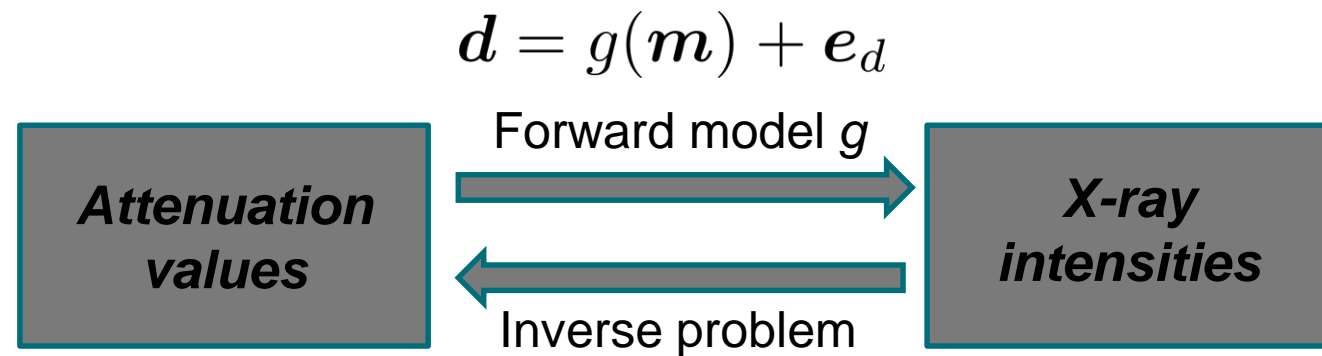 d = g(m) + e_d
Forward model g
Attenuation
values
X-ray
intensities
Inverse problem